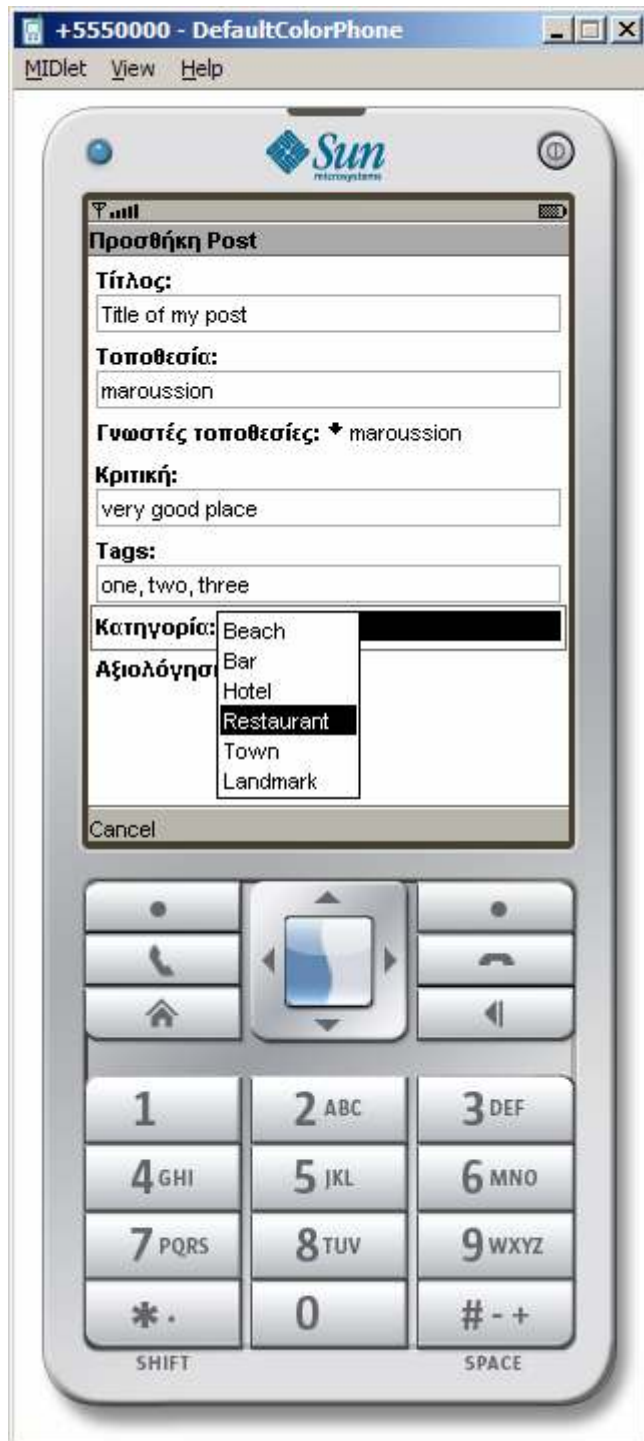 +5550000 - DefaultColorPhone
MIDlet View Help
Sun
microsystems
Προσθήκη Post
Τίτλος:
Title of my post
Τοποθεσία:
maroussion
Γνωστές τοποθεσίες: maroussion
Κριτική:
very good place
Tags:
one, two, three
Κατηγορία:
Beach
Αξιολόγησ
Bar
Hotel
Restaurant
Town
Landmark
Cancel
1 2 ABC 3 DEF
4 GHI 5 JKL 6 MNO
7 PQRS 8 TUV 9 WXYZ
* . 0 # - +
SHIFT SPACE